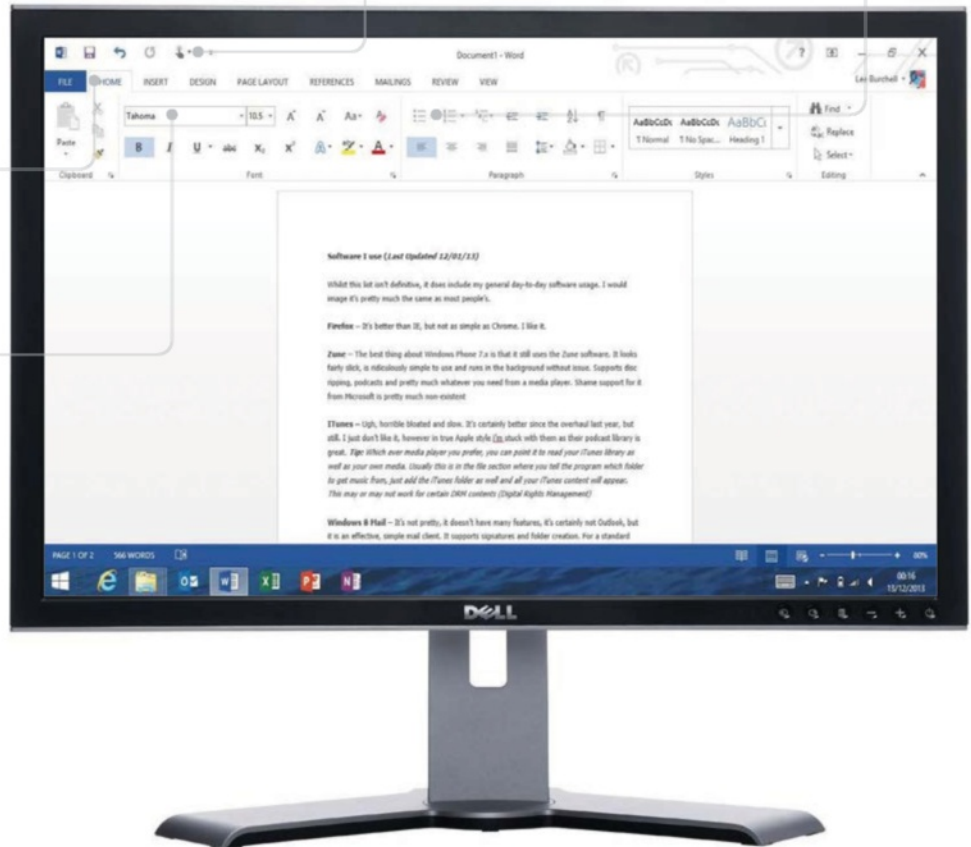 Document1 - Word
FILE HOME INSERT DESIGN PAGE LAYOUT REFERENCES MAILINGS REVIEW VIEW
Lee Burchell
Tahoma 10.5 A A Aa
Find
Paste
B I U abc X₂ X² A A
AaBbCcDc AaBbCcDc AaBbCc
¶ Normal ¶ No Spac... Heading 1
Replace
Select
Clipboard Font Paragraph Styles Editing
Software I use (Last Updated 12/01/13)
Whilst this list isn't definitive, it does include my general day-to-day software usage. I would
image it's pretty much the same as most people's.
Firefox – It's better than IE, but not as simple as Chrome. I like it.
Zune – The best thing about Windows Phone 7.x is that it still uses the Zune software. It looks
fairly slick, is ridiculously simple to use and runs in the background without issue. Supports disc
ripping, podcasts and pretty much whatever you need from a media player. Shame support for it
from Microsoft is pretty much non-existent
ITunes – Ugh, horrible bloated and slow. It's certainly better since the overhaul last year, but
still. I just don't like it, however in true Apple style I'm stuck with them as their podcast library is
great. Tip: Which ever media player you prefer, you can point it to read your iTunes library as
well as your own media. Usually this is in the file section where you tell the program which folder
to get music from, just add the iTunes folder as well and all your iTunes content will appear.
This may or may not work for certain DRM contents (Digital Rights Management)
Windows 8 Mail – It's not pretty, it doesn't have many features, it's certainly not Outlook, but
it is an effective, simple mail client. It supports signatures and folder creation. For a standard
PAGE 1 OF 2 566 WORDS 80%
00:16
15/12/2013
DELL